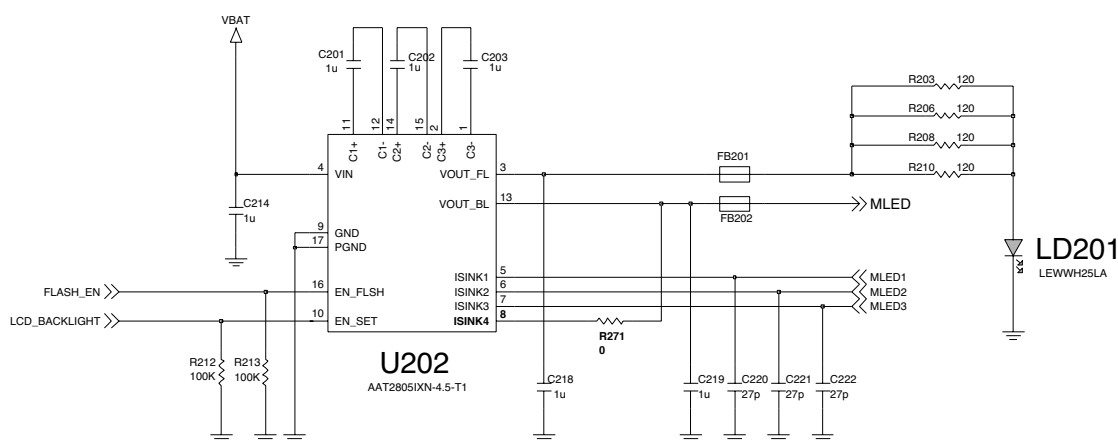 VBAT
C201
1u
C202
1u
C203
1u
R203 120
R206 120
R208 120
R210 120
11
12
14
15
2
1
C1+
C1-
C2+
C2-
C3+
C3-
4
VIN
VOUT_FL
3
FB201
C214
1u
VOUT_BL
13
FB202
MLED
9
GND
17
PGND
LD201
LEWWH25LA
ISINK1
5
MLED1
FLASH_EN
16
EN_FLSH
ISINK2
6
MLED2
ISINK3
7
MLED3
LCD_BACKLIGHT
10
EN_SET
ISINK4
8
R271
0
R212
100K
R213
100K
U202
AAT2805IXN-4.5-T1
C218
1u
C219
1u
C220
27p
C221
27p
C222
27p